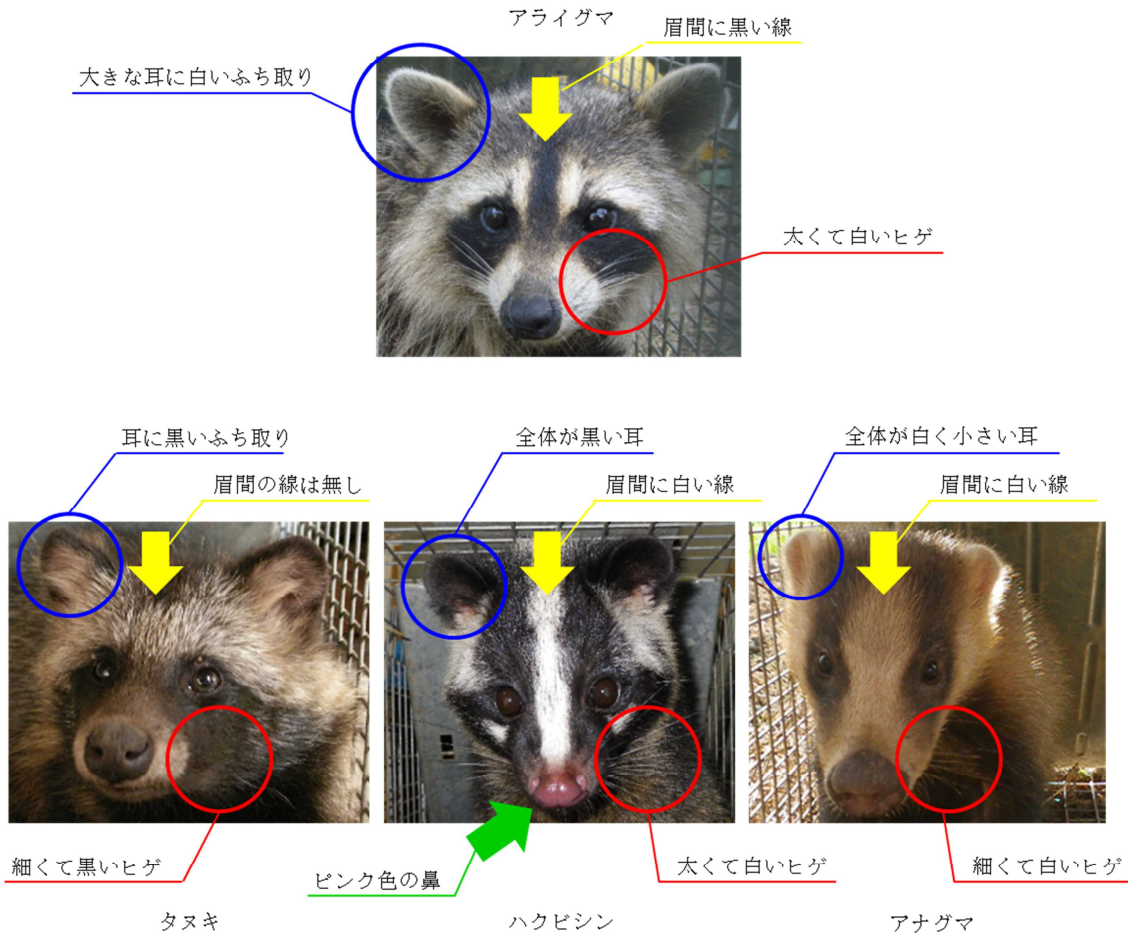 アライグマ
眉間に黒い線
大きな耳に白いふち取り
太くて白いヒゲ
耳に黒いふち取り
全体が黒い耳
全体が白く小さい耳
眉間の線は無し
眉間に白い線
眉間に白い線
細くて黒いヒゲ
ピンク色の鼻
太くて白いヒゲ
細くて白いヒゲ
タヌキ
ハクビシン
アナグマ